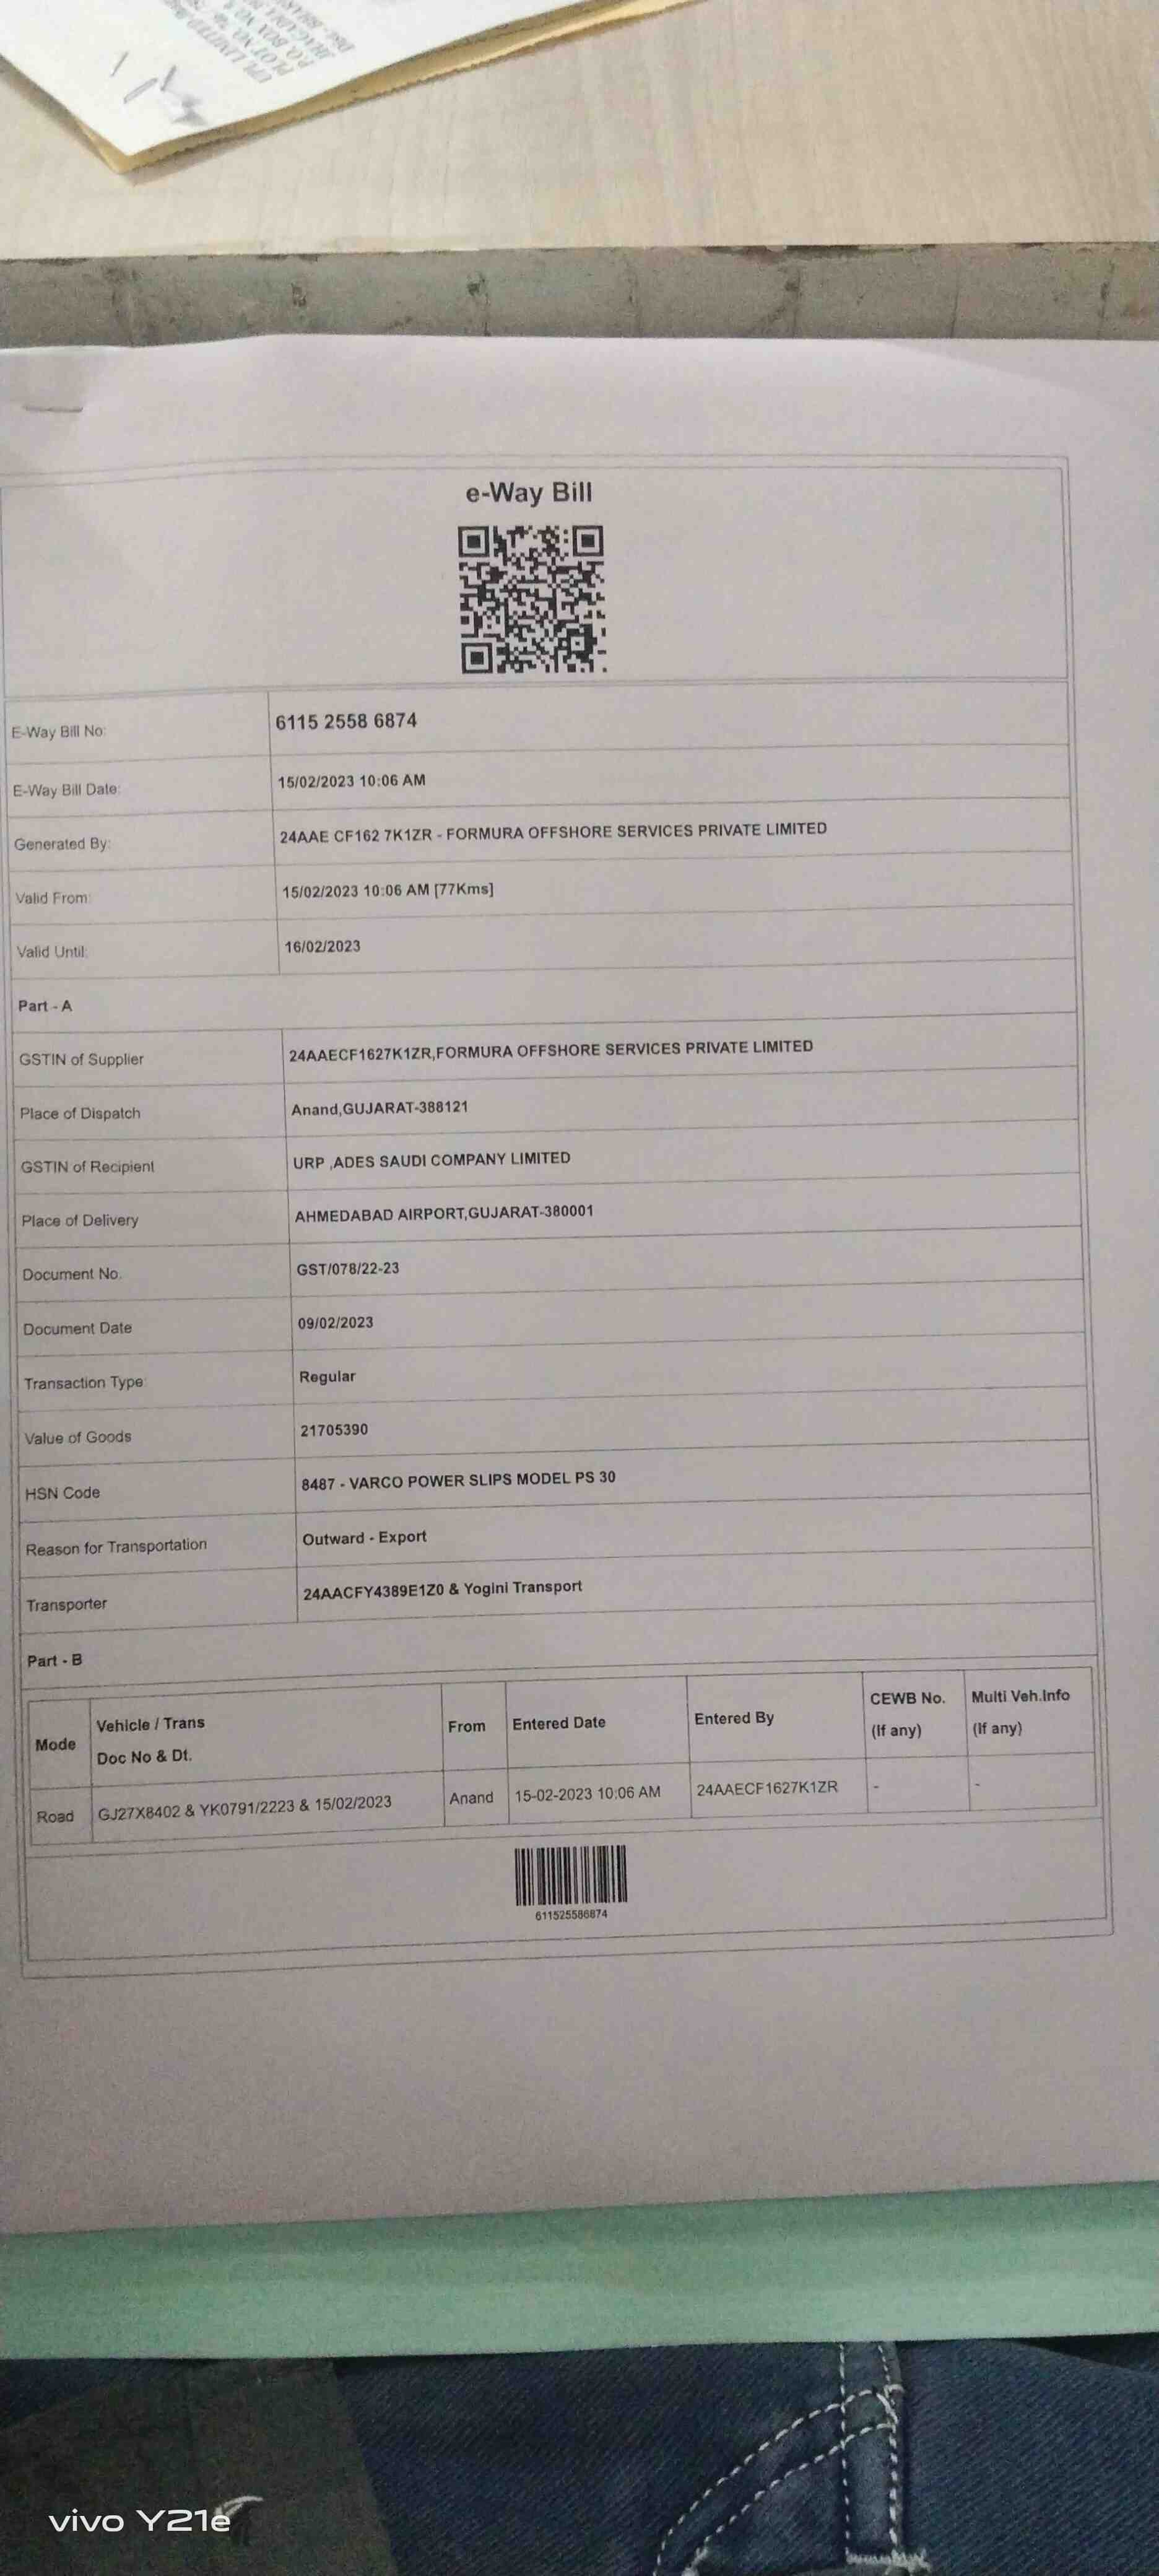 UPL LIMITED
PLOT NO.
P.O. BOX
e-Way Bill
E-Way Bill No: 6115 2558 6874
E-Way Bill Date: 15/02/2023 10:06 AM
Generated By: 24AAE CF162 7K1ZR - FORMURA OFFSHORE SERVICES PRIVATE LIMITED
Valid From: 15/02/2023 10:06 AM [77Kms]
Valid Until: 16/02/2023
Part - A
GSTIN of Supplier 24AAECF1627K1ZR,FORMURA OFFSHORE SERVICES PRIVATE LIMITED
Place of Dispatch Anand,GUJARAT-388121
GSTIN of Recipient URP ,ADES SAUDI COMPANY LIMITED
Place of Delivery AHMEDABAD AIRPORT,GUJARAT-380001
Document No. GST/078/22-23
Document Date 09/02/2023
Transaction Type: Regular
Value of Goods 21705390
HSN Code 8487 - VARCO POWER SLIPS MODEL PS 30
Reason for Transportation Outward - Export
Transporter 24AACFY4389E1Z0 & Yogini Transport
Part - B
Mode Vehicle / Trans Doc No & Dt. From Entered Date Entered By CEWB No. (If any) Multi Veh.Info (If any)
Road GJ27X8402 & YK0791/2223 & 15/02/2023 Anand 15-02-2023 10:06 AM 24AAECF1627K1ZR - -
611525586874
vivo Y21e